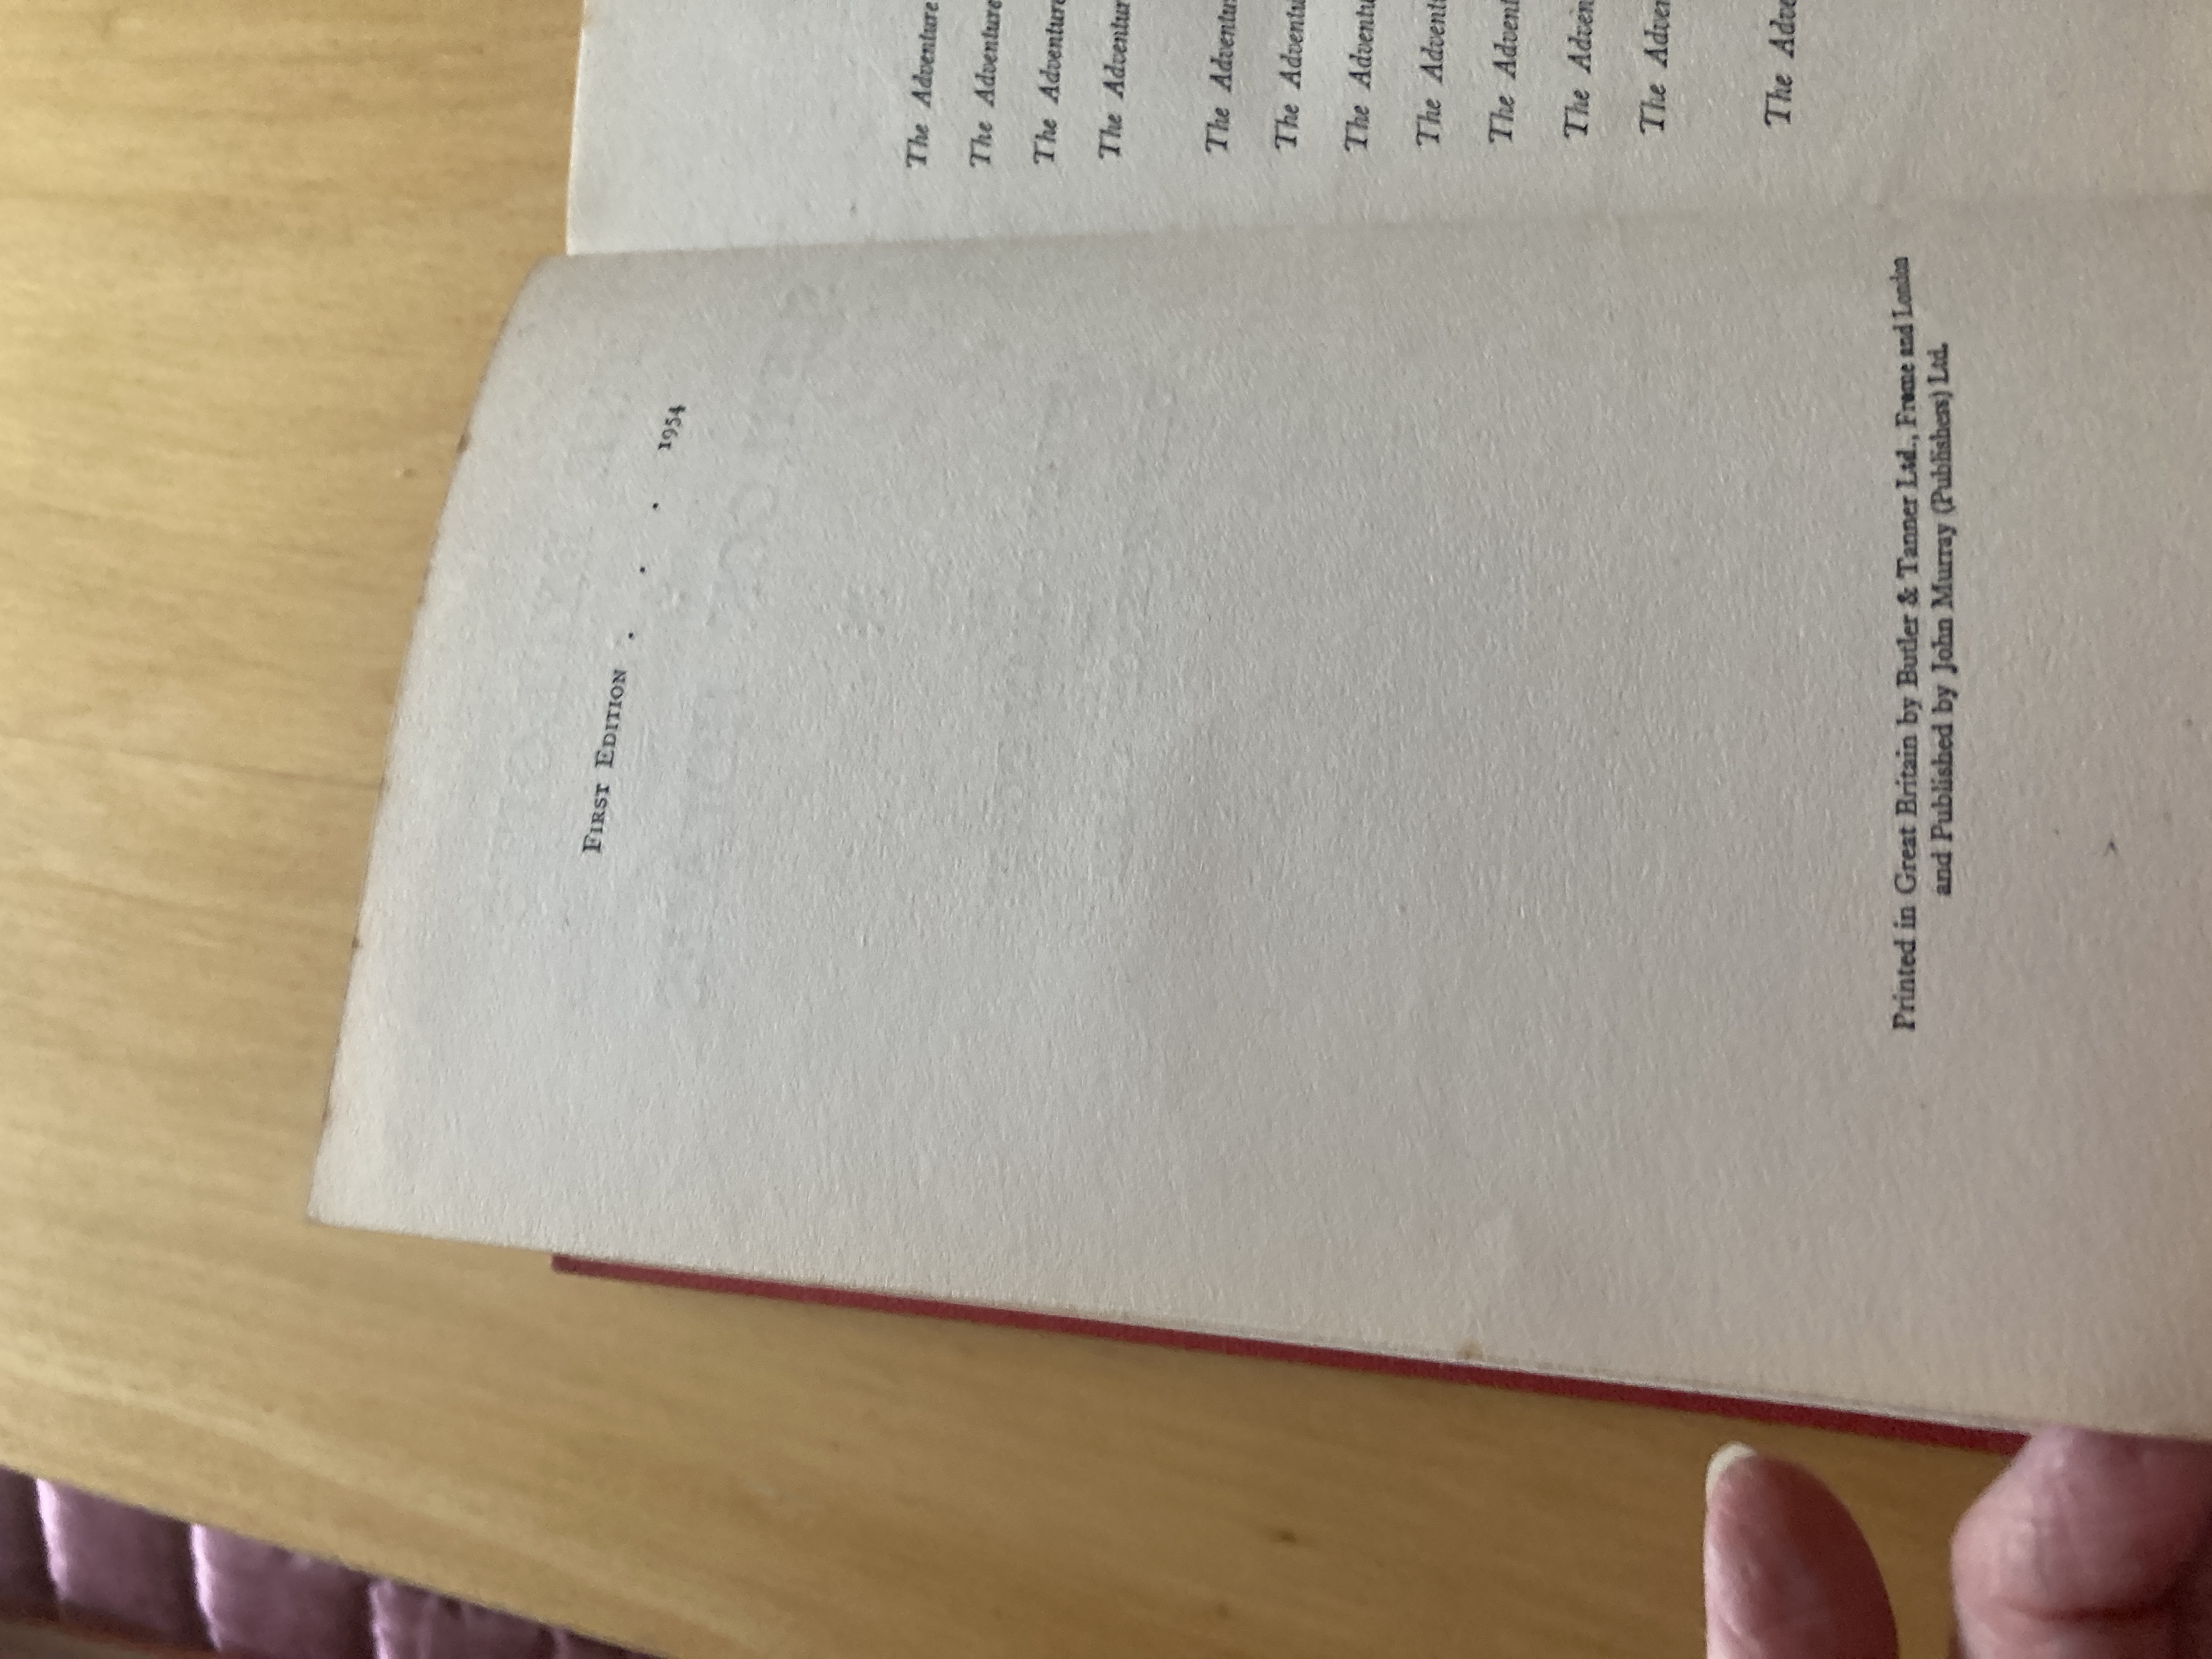 FIRST EDITION . . . 1954
Printed in Great Britain by Butler & Tanner Ltd., Frome and London
and Published by John Murray (Publishers) Ltd.
The Adventure
The Adventure
The Adventure
The Adventur
The Adventu
The Adventu
The Adventu
The Adventi
The Advent
The Adven
The Adven
The Adve